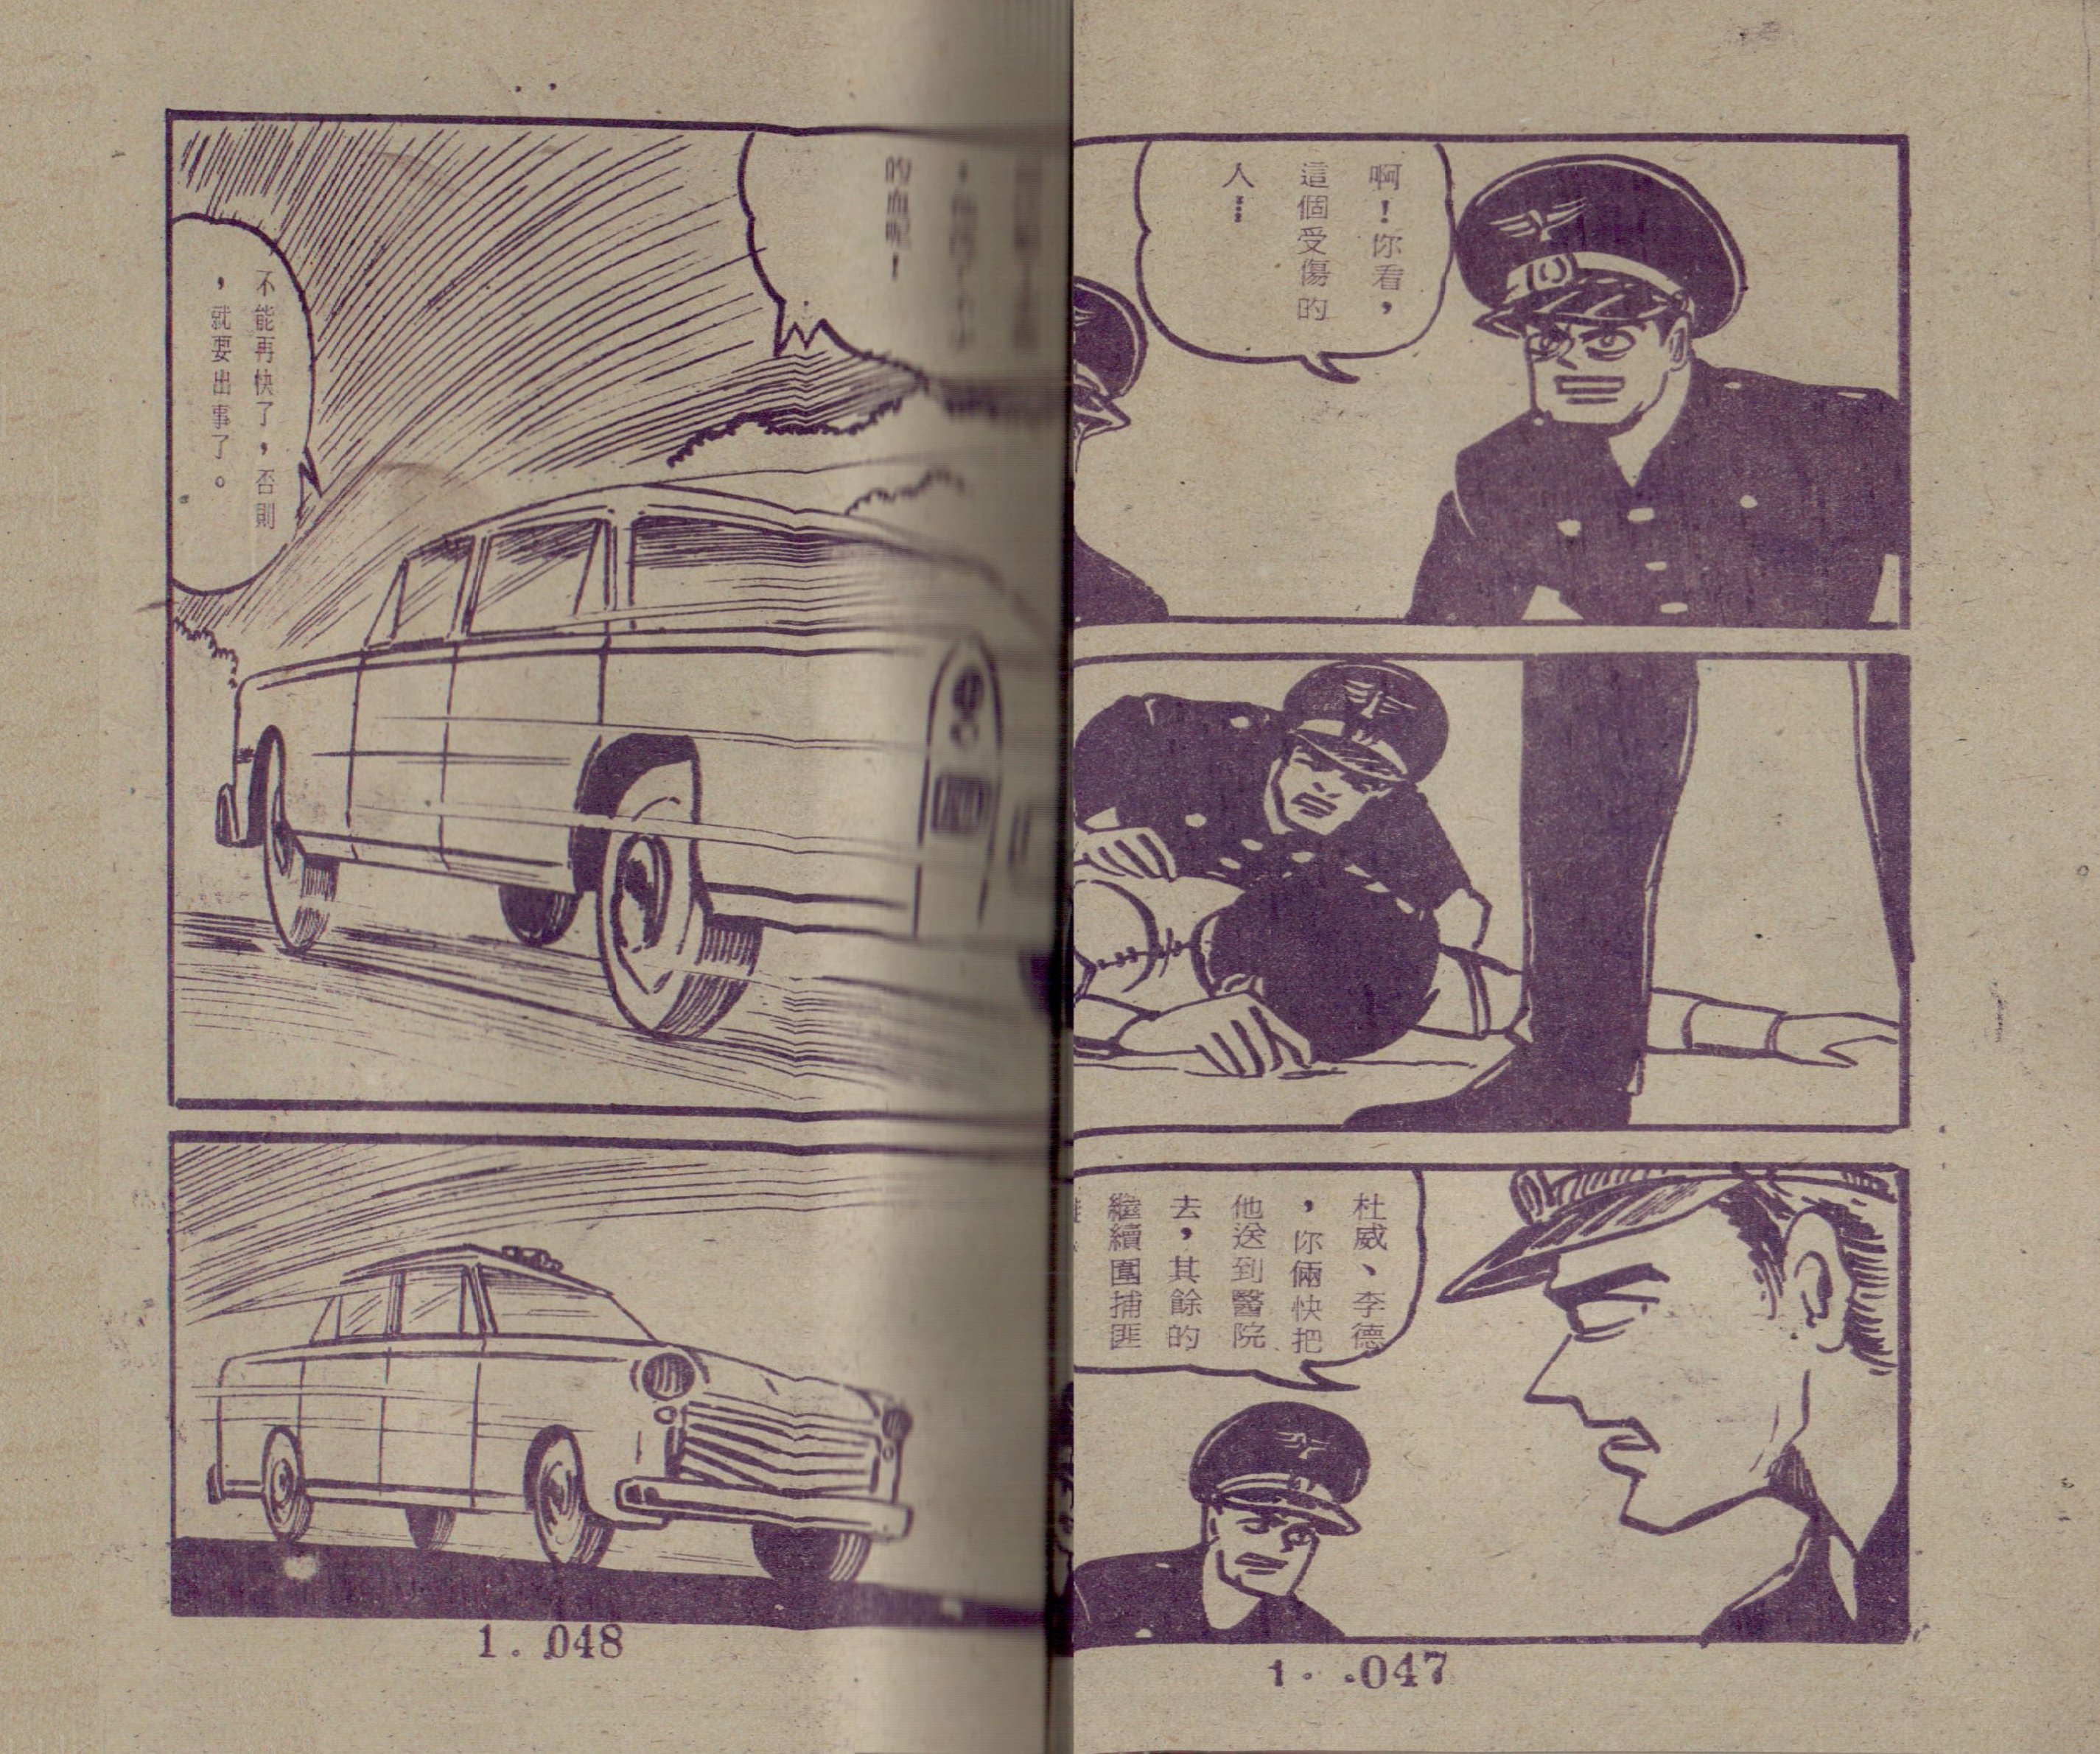 啊！你看，
這個受傷的
人……
杜威、李德
，你倆快把
他送到醫院
去，其餘的
繼續圍捕匪
1. .047
的血呢！
不能再快了，否則
，就要出事了。
1. .048